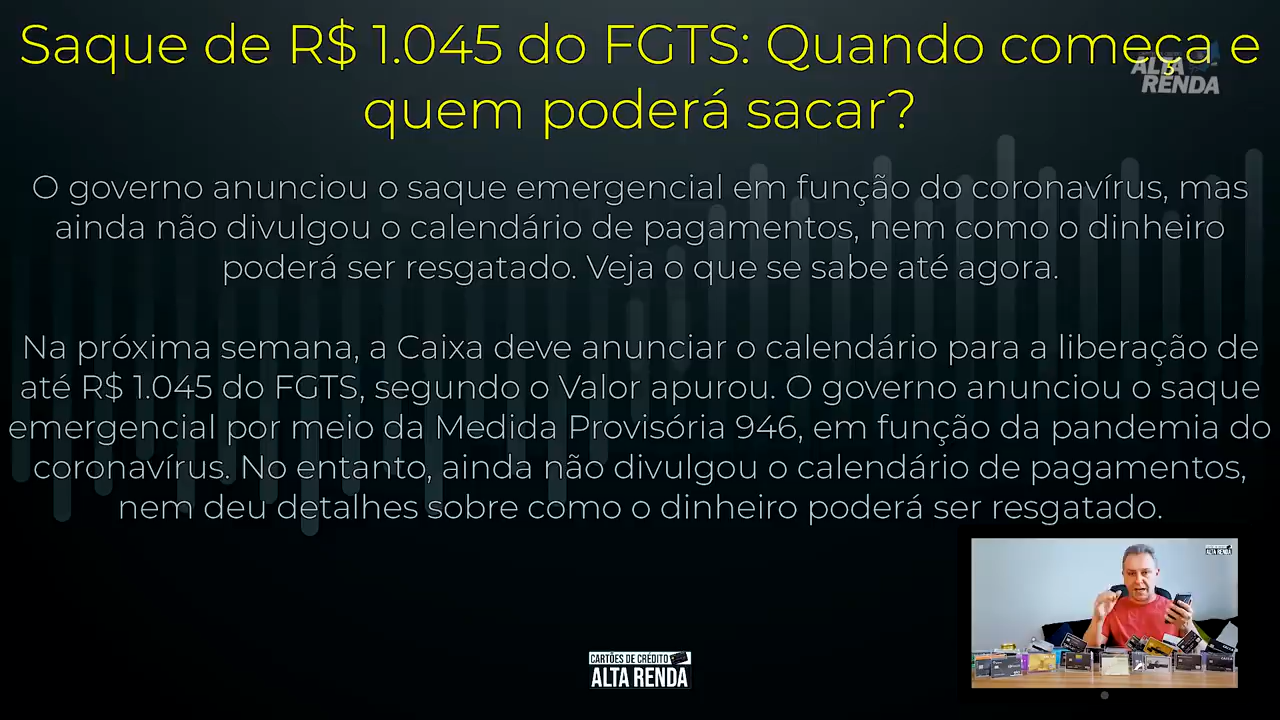 Saque de R$ 1.045 do FGTS: Quando começa e
quem poderá sacar?
ALTA
RENDA
O governo anunciou o saque emergencial em função do coronavírus, mas
ainda não divulgou o calendário de pagamentos, nem como o dinheiro
poderá ser resgatado. Veja o que se sabe até agora.
Na próxima semana, a Caixa deve anunciar o calendário para a liberação de
até R$ 1.045 do FGTS, segundo o Valor apurou. O governo anunciou o saque
emergencial por meio da Medida Provisória 946, em função da pandemia do
coronavírus. No entanto, ainda não divulgou o calendário de pagamentos,
nem deu detalhes sobre como o dinheiro poderá ser resgatado.
ALTA RENDA
CARTÕES DE CRÉDITO
ALTA RENDA